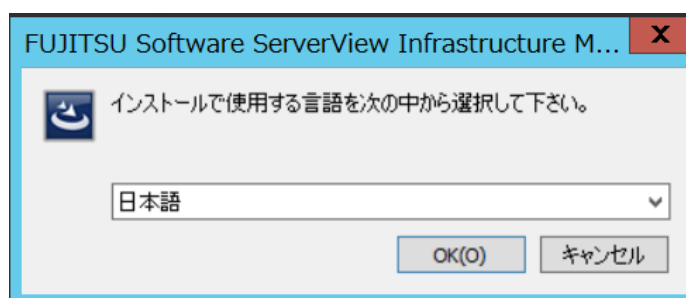 FUJITSU Software ServerView Infrastructure M...
X
インストールで使用する言語を次の中から選択して下さい。
日本語
OK(O)
キャンセル